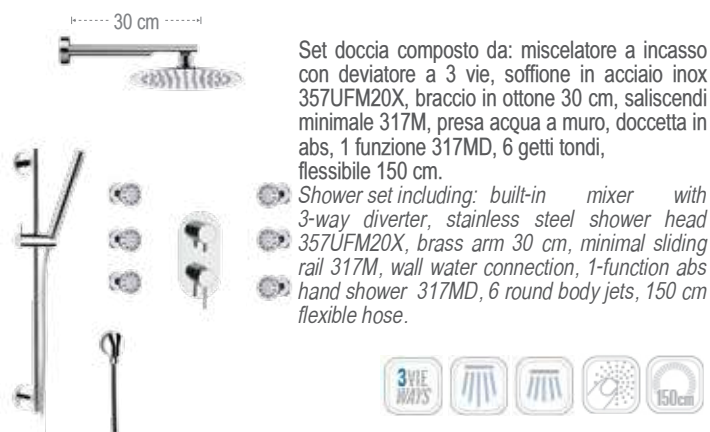 30 cm
Set doccia composto da: miscelatore a incasso
con deviatore a 3 vie, soffione in acciaio inox
357UFM20X, braccio in ottone 30 cm, saliscendi
minimale 317M, presa acqua a muro, doccetta in
abs, 1 funzione 317MD, 6 getti tondi,
flessibile 150 cm.
Shower set including: built-in mixer with
3-way diverter, stainless steel shower head
357UFM20X, brass arm 30 cm, minimal sliding
rail 317M, wall water connection, 1-function abs
hand shower 317MD, 6 round body jets, 150 cm
flexible hose.
3 VIE
WAYS
150cm